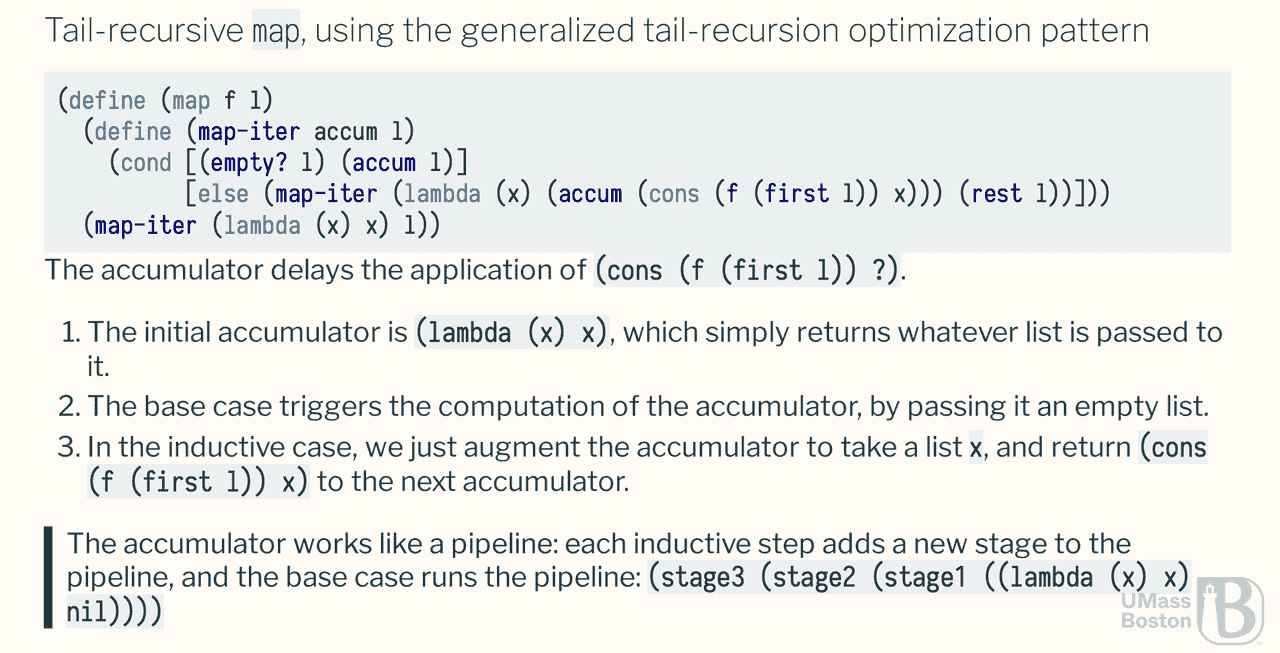 Tail-recursive map, using the generalized tail-recursion optimization pattern
(define (map f l)
  (define (map-iter accum l)
    (cond [(empty? l) (accum l)]
          [else (map-iter (lambda (x) (accum (cons (f (first l)) x))) (rest l))]))
  (map-iter (lambda (x) x) l))
The accumulator delays the application of (cons (f (first l)) ?).
1. The initial accumulator is (lambda (x) x), which simply returns whatever list is passed to
it.
2. The base case triggers the computation of the accumulator, by passing it an empty list.
3. In the inductive case, we just augment the accumulator to take a list x, and return (cons
(f (first l)) x) to the next accumulator.
The accumulator works like a pipeline: each inductive step adds a new stage to the
pipeline, and the base case runs the pipeline: (stage3 (stage2 (stage1 ((lambda (x) x)
nil))))
UMass
Boston
B